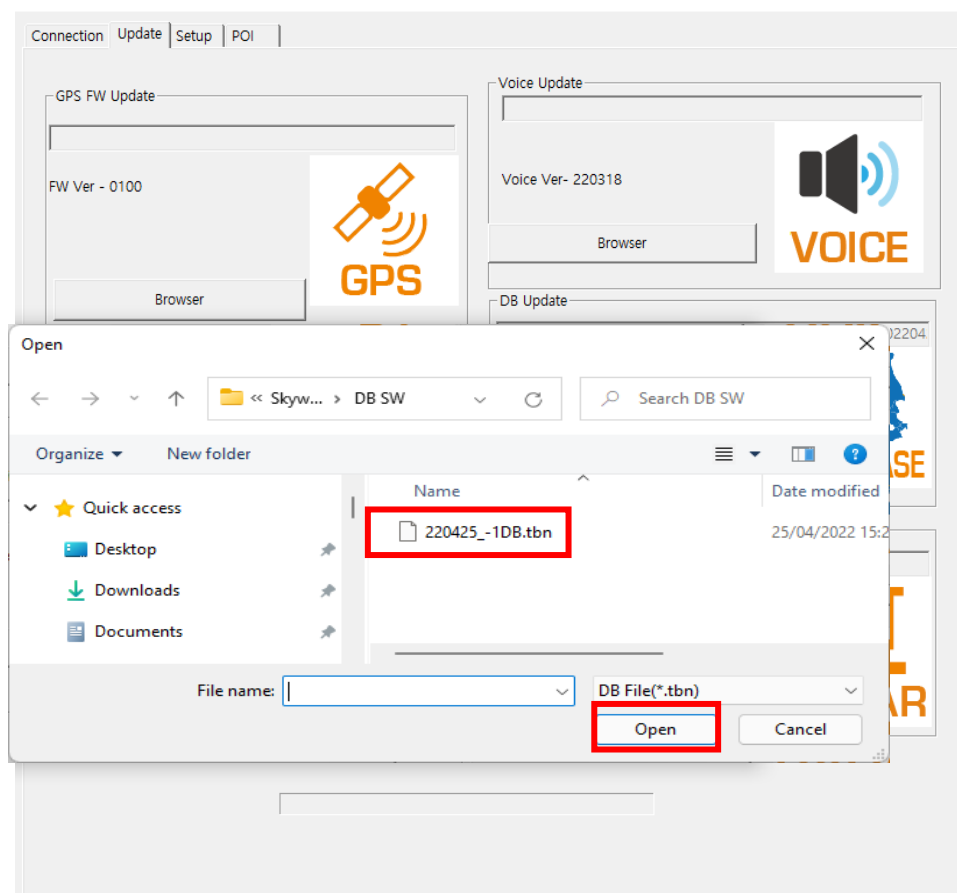 Connection Update Setup POI
GPS FW Update
FW Ver - 0100
GPS
Browser
Voice Update
Voice Ver- 220318
Browser
VOICE
DB Update
02204
Open
« Skyw... › DB SW
Search DB SW
Organize
New folder
?
SE
Name
Date modified
Quick access
220425_-1DB.tbn
25/04/2022 15:2
Desktop
Downloads
Documents
File name:
DB File(*.tbn)
Open
Cancel
AR